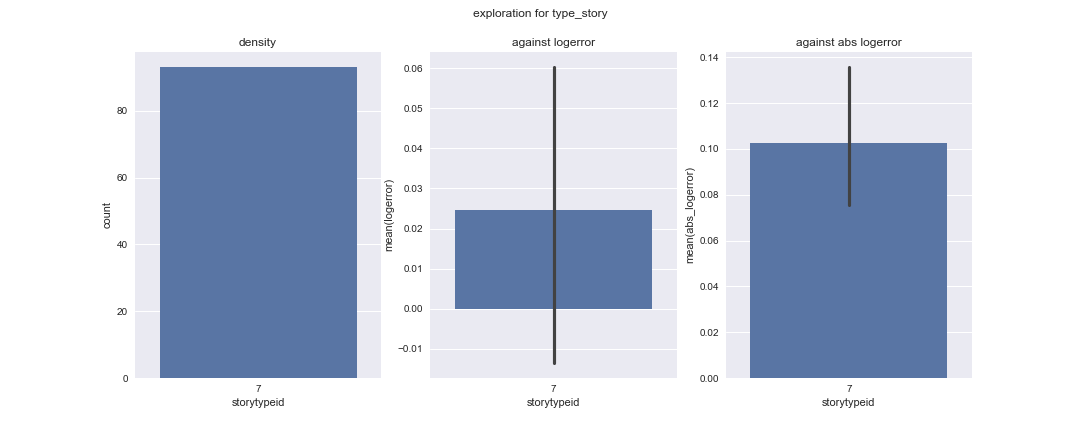 exploration for type_story
density
80
60
40
20
0
count
7
storytypeid
against logerror
0.06
0.05
0.04
0.03
0.02
0.01
0.00
−0.01
mean(logerror)
7
storytypeid
against abs logerror
0.14
0.12
0.10
0.08
0.06
0.04
0.02
0.00
mean(abs_logerror)
7
storytypeid